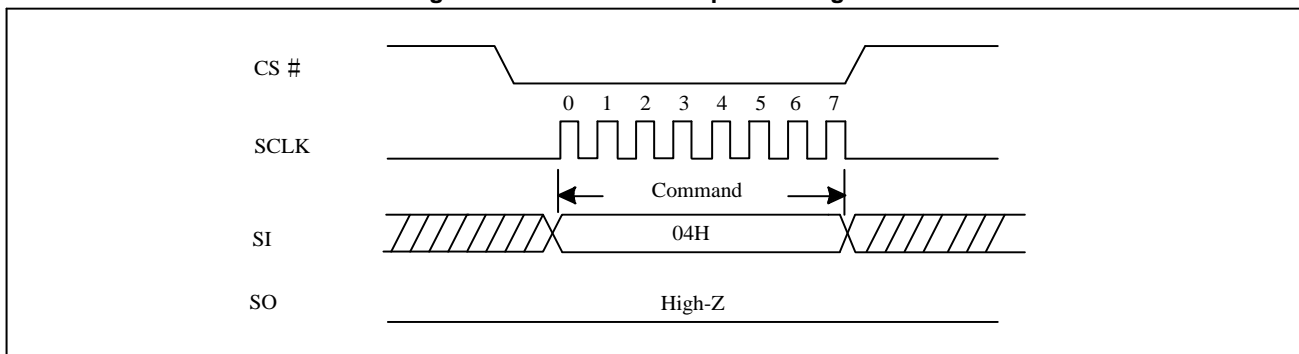 CS #
0 1 2 3 4 5 6 7
SCLK
Command
SI
04H
SO
High-Z